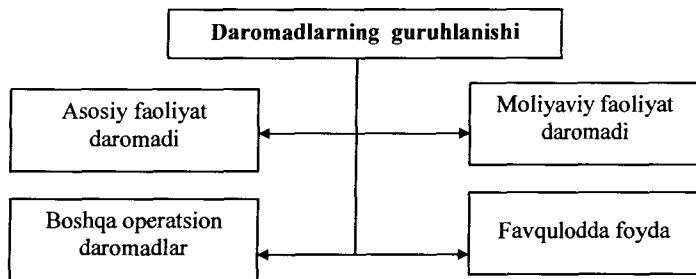 Daromadlarning guruhlanishi
Asosiy faoliyat
daromadi
Moliyaviy faoliyat
daromadi
Boshqa operatsion
daromadlar
Favqulodda foyda